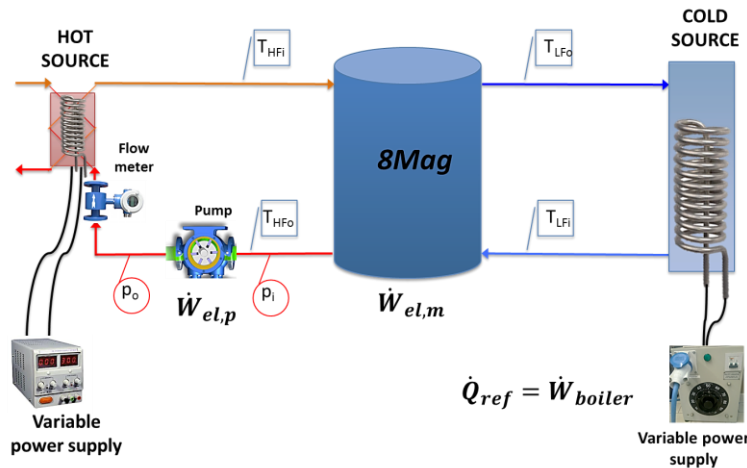 HOT
SOURCE
T_HFi
T_LFo
COLD
SOURCE
Flow
meter
8Mag
Pump
T_HFo
T_LFi
p_o
p_i
Ẇ_el,p
Ẇ_el,m
Q̇_ref = Ẇ_boiler
Variable
power supply
Variable power
supply